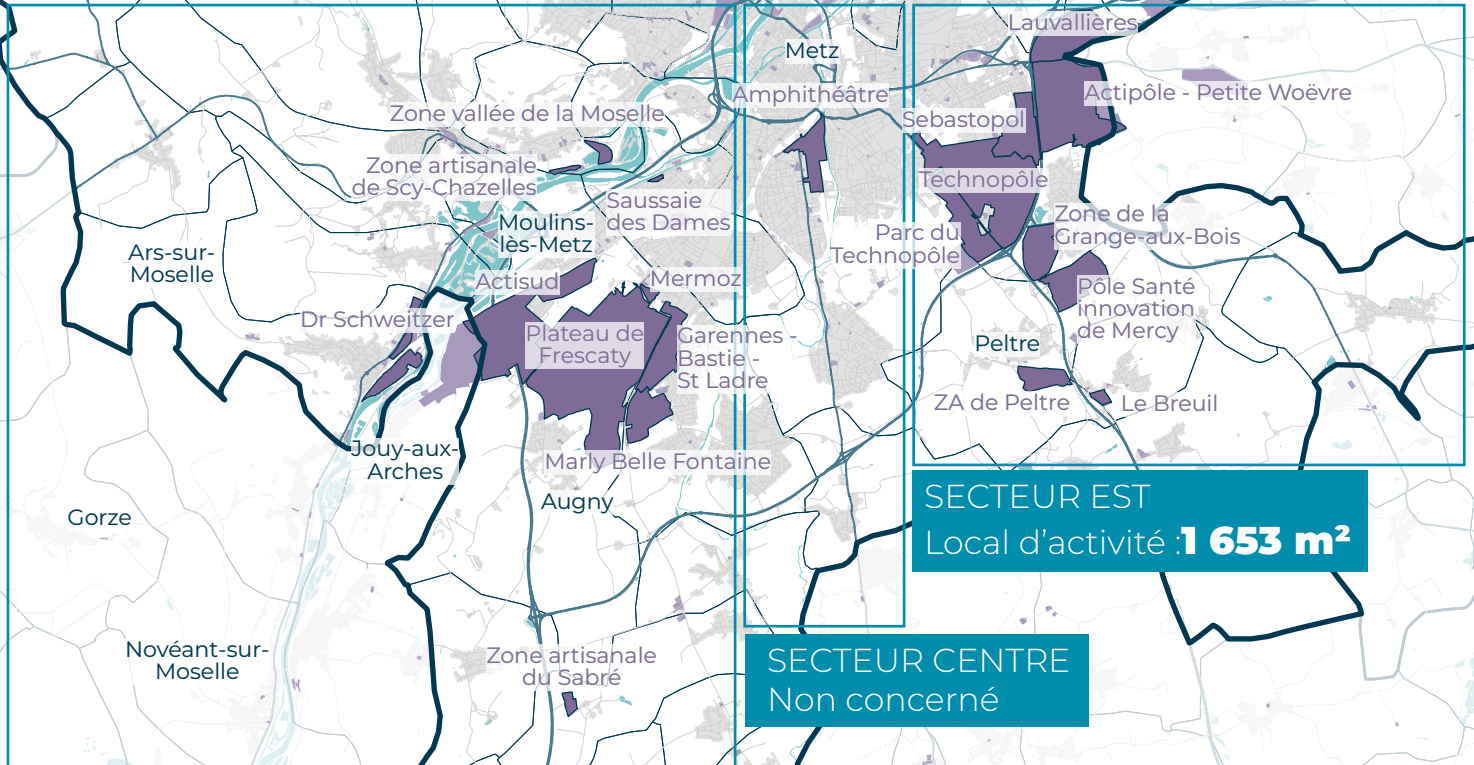 Lauvallières
Metz
Amphithéâtre
Actipôle - Petite Woëvre
Zone vallée de la Moselle
Sebastopol
Zone artisanale
de Scy-Chazelles
Technopôle
Saussaie
des Dames
Moulins-
lès-Metz
Zone de la
Grange-aux-Bois
Parc du
Technopôle
Ars-sur-
Moselle
Actisud
Mermoz
Pôle Santé
innovation
de Mercy
Dr Schweitzer
Plateau de
Frescaty
Garennes -
Bastie -
St Ladre
Peltre
ZA de Peltre
Le Breuil
Jouy-aux-
Arches
Marly Belle Fontaine
Augny
Gorze
SECTEUR EST
Local d’activité :1 653 m²
Novéant-sur-
Moselle
Zone artisanale
du Sabré
SECTEUR CENTRE
Non concerné